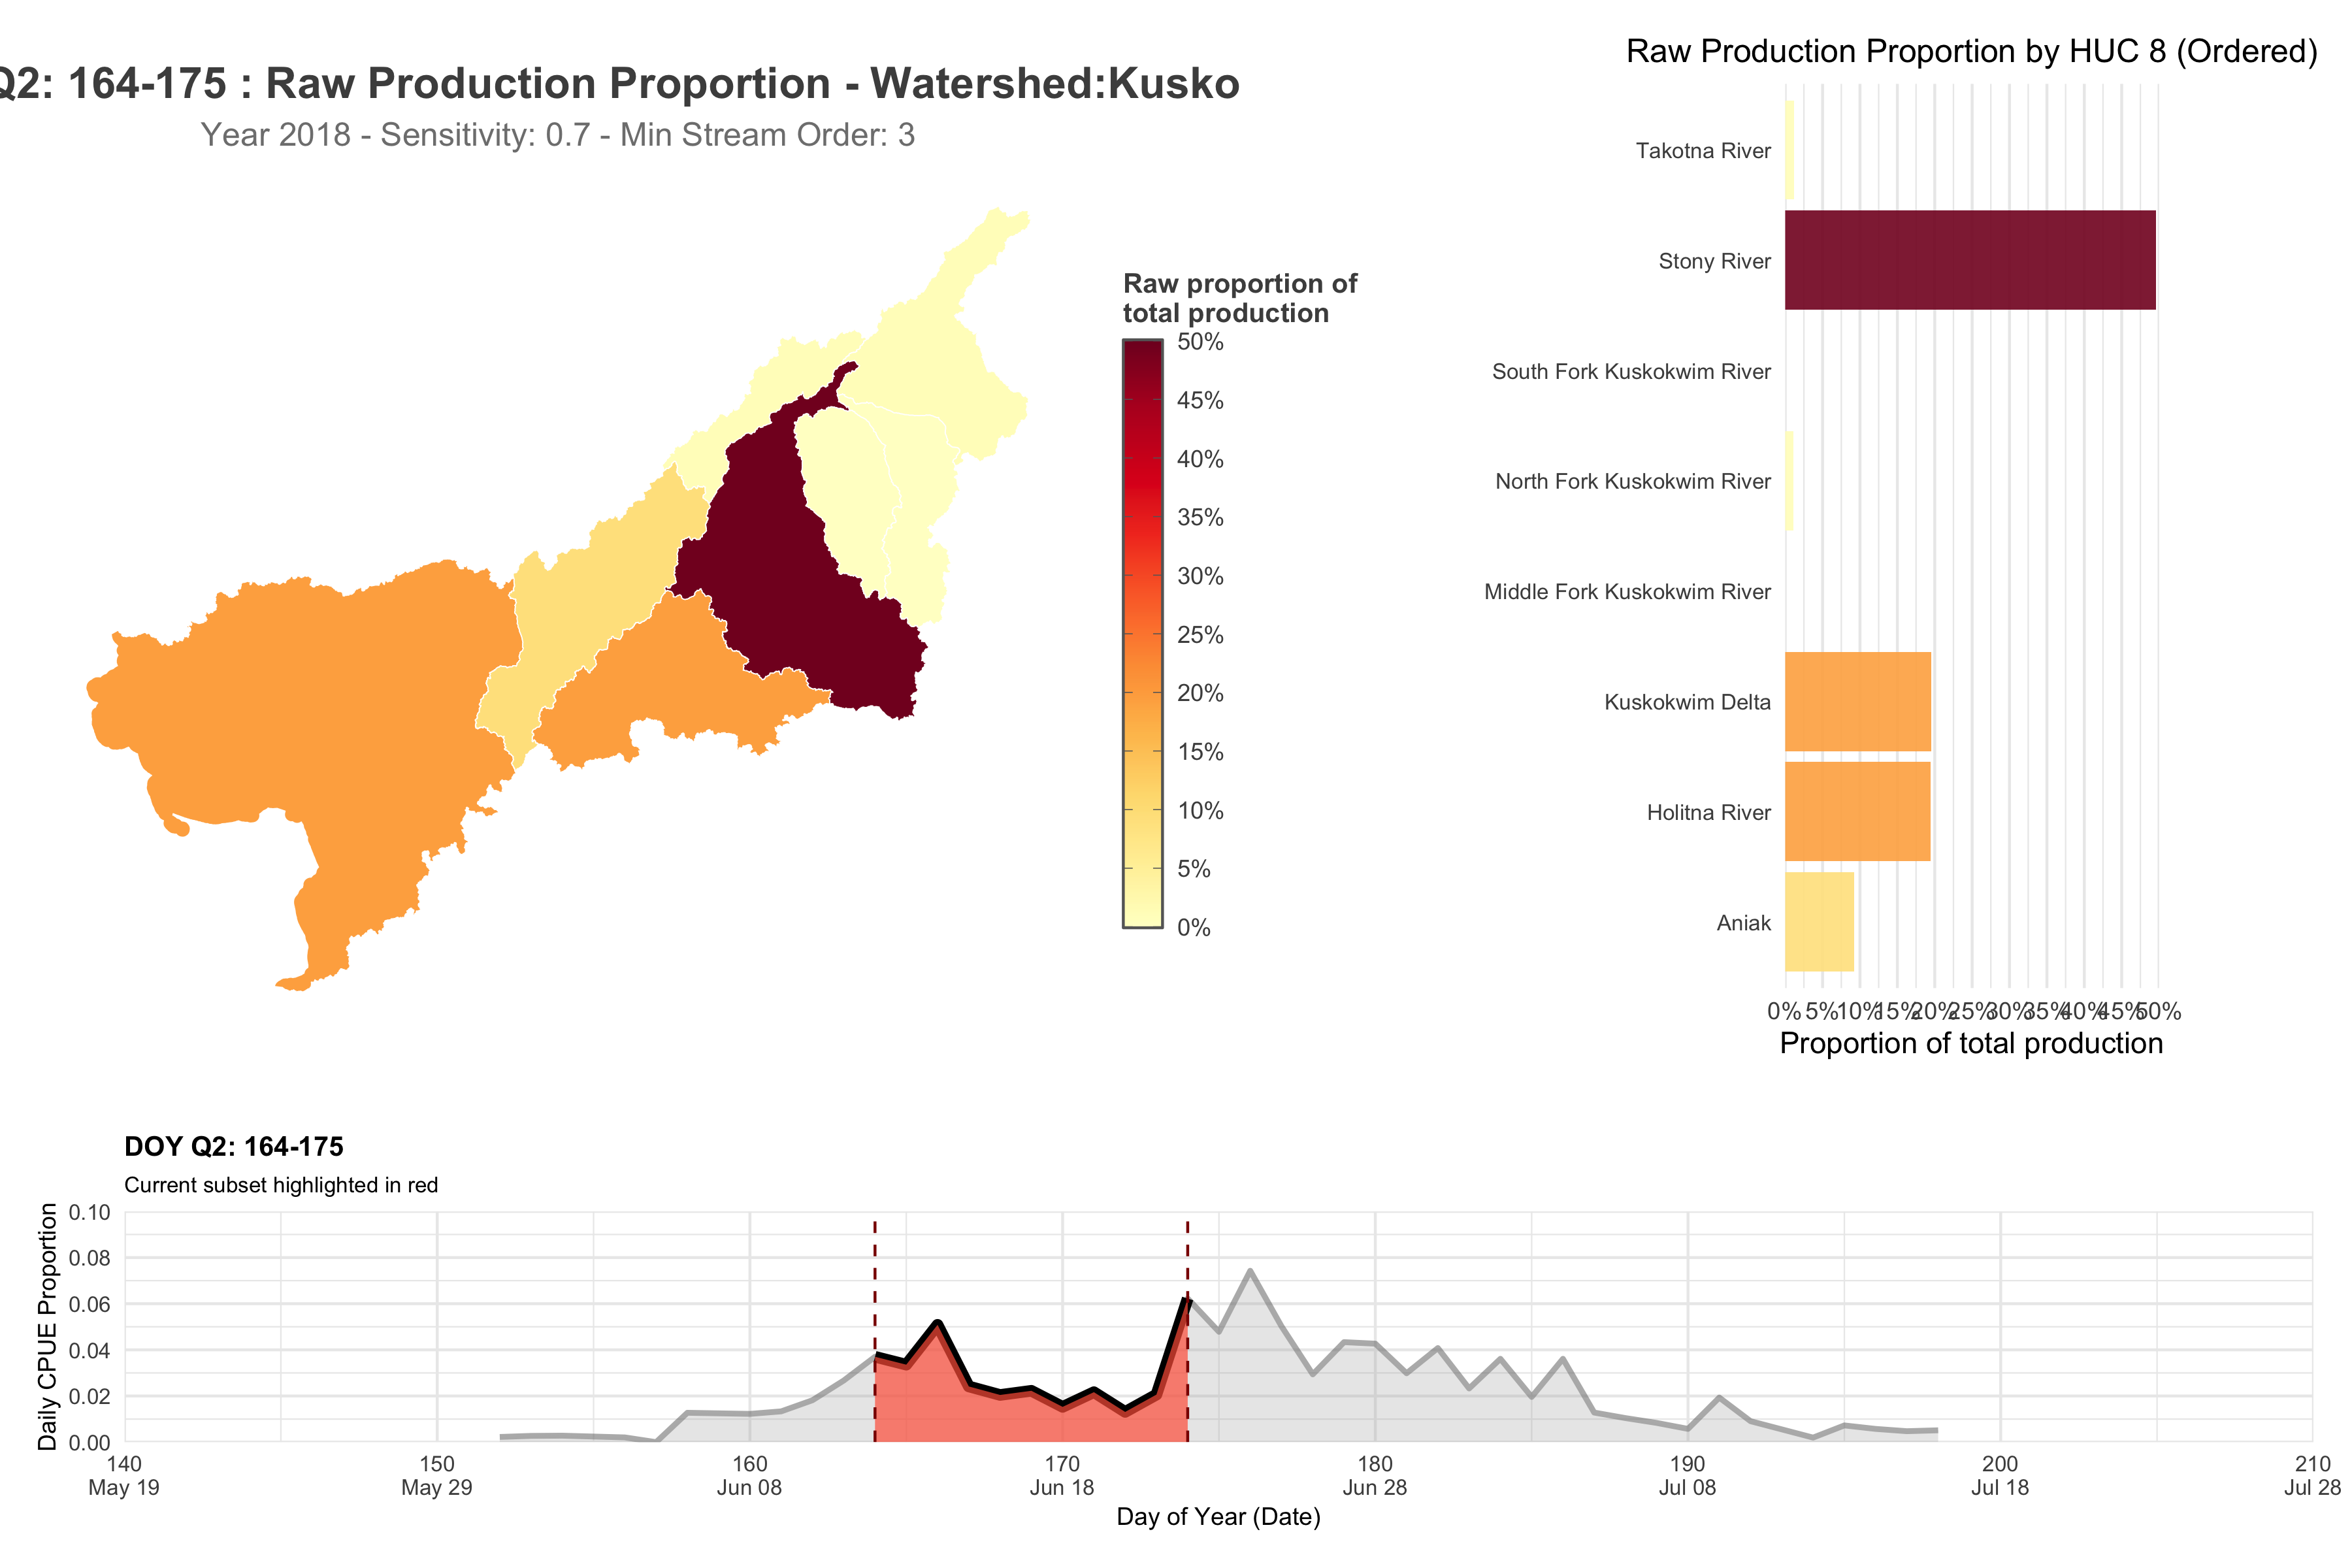 Q2: 164-175 : Raw Production Proportion - Watershed:Kusko
Year 2018 - Sensitivity: 0.7 - Min Stream Order: 3
Raw proportion of
total production
50%
45%
40%
35%
30%
25%
20%
15%
10%
5%
0%
Raw Production Proportion by HUC 8 (Ordered)
Takotna River
Stony River
South Fork Kuskokwim River
North Fork Kuskokwim River
Middle Fork Kuskokwim River
Kuskokwim Delta
Holitna River
Aniak
0% 5% 10% 15% 20% 25% 30% 35% 40% 45% 50%
Proportion of total production
DOY Q2: 164-175
Current subset highlighted in red
Daily CPUE Proportion
0.10
0.08
0.06
0.04
0.02
0.00
140 150 160 170 180 190 200 210
May 19 May 29 Jun 08 Jun 18 Jun 28 Jul 08 Jul 18 Jul 28
Day of Year (Date)